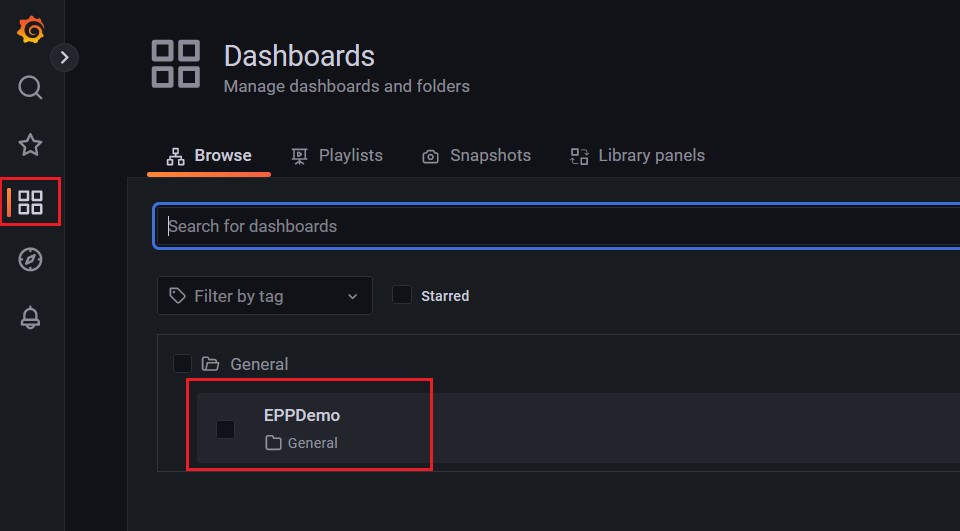 Dashboards
Manage dashboards and folders
Browse Playlists Snapshots Library panels
Search for dashboards
Filter by tag Starred
General
EPPDemo
General